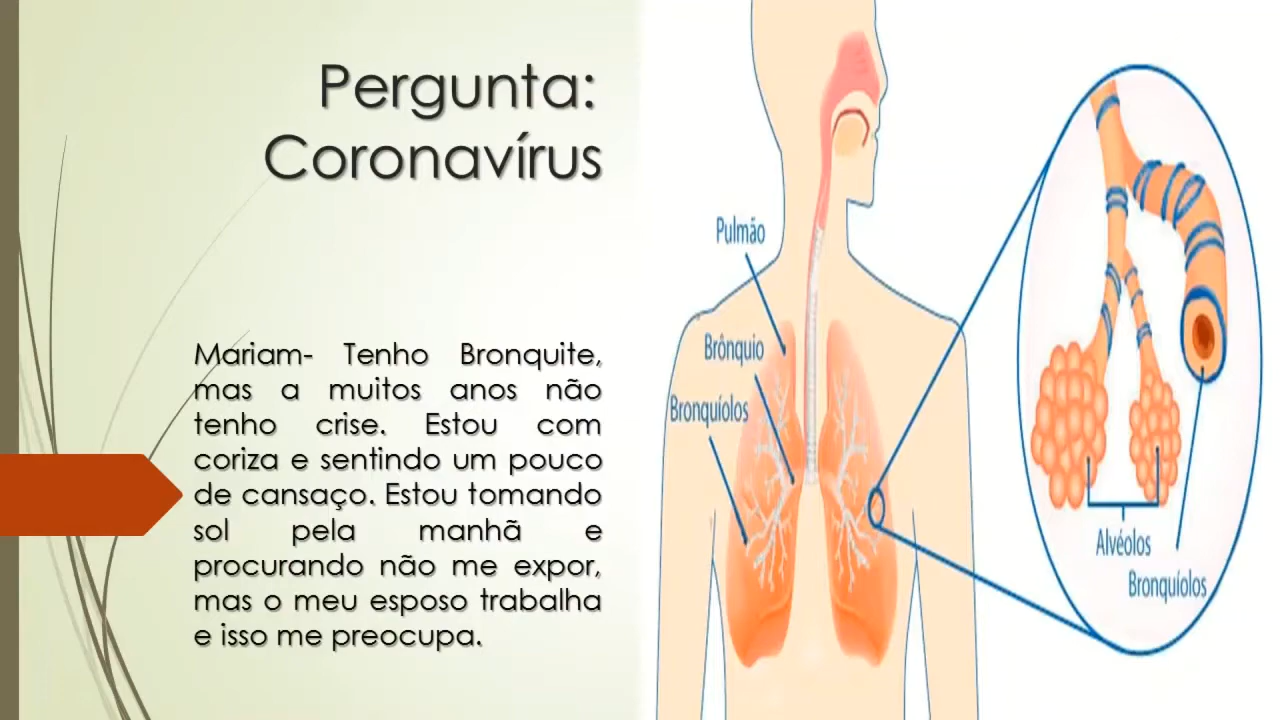 Pergunta:
Coronavírus
Mariam- Tenho Bronquite,
mas a muitos anos não
tenho crise. Estou com
coriza e sentindo um pouco
de cansaço. Estou tomando
sol pela manhã e
procurando não me expor,
mas o meu esposo trabalha
e isso me preocupa.
Pulmão
Brônquio
Bronquíolos
Alvéolos
Bronquíolos